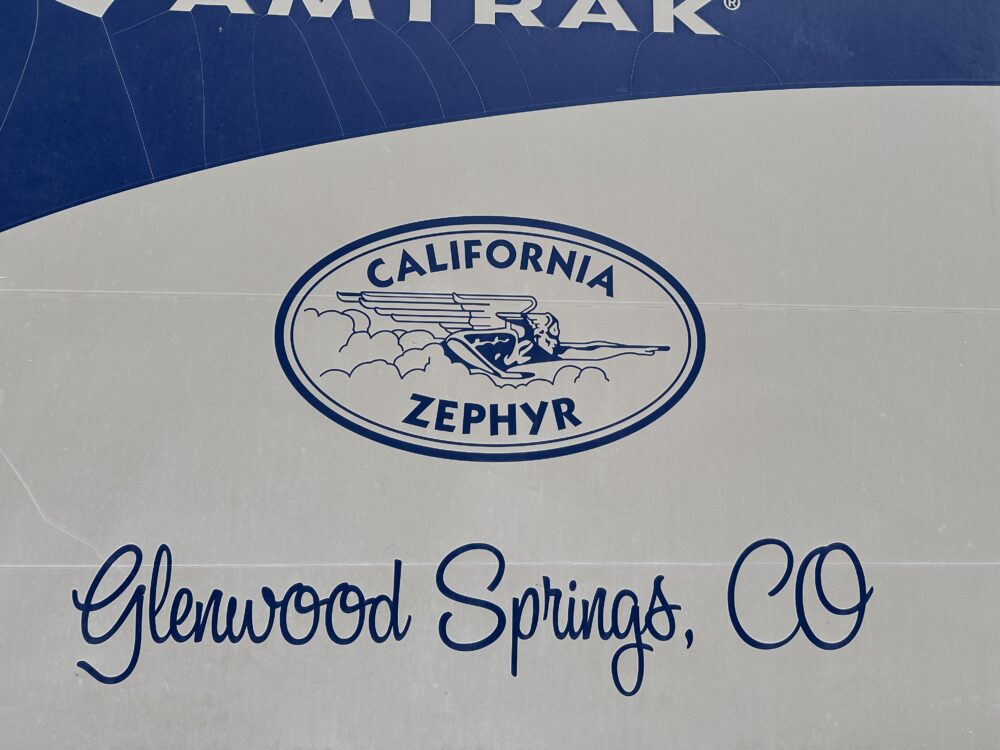 AMTRAK®
CALIFORNIA
ZEPHYR
Glenwood Springs, CO